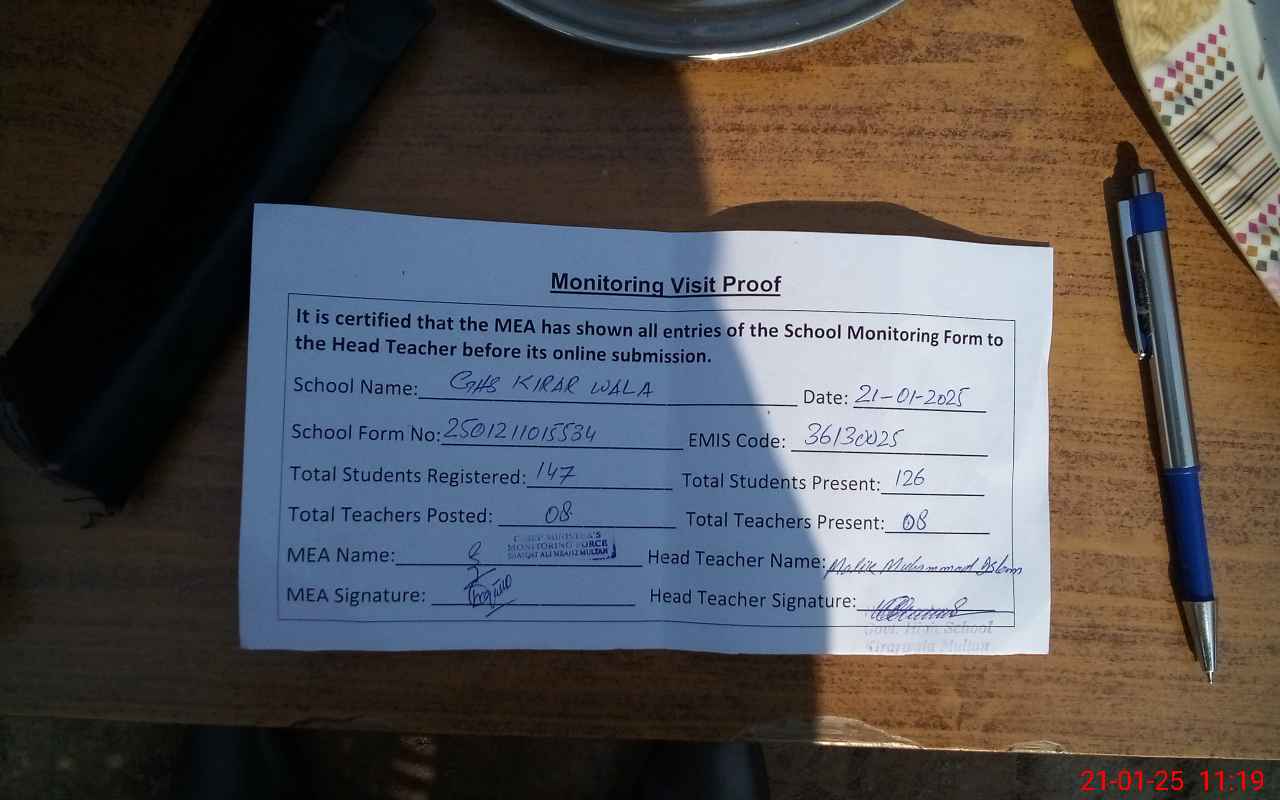 Monitoring Visit Proof
It is certified that the MEA has shown all entries of the School Monitoring Form to
the Head Teacher before its online submission.
School Name: GHS KIRAR WALA Date: 21-01-2025
School Form No: 2501211015534 EMIS Code: 36130025
Total Students Registered: 147 Total Students Present: 126
Total Teachers Posted: 08 Total Teachers Present: 08
CHIEF MINISTER'S
MONITORING FORCE
MEA Name: Head Teacher Name: Malik Muhammad Aslam
MEA Signature: Head Teacher Signature:
Govt. High School
Kirarwala Multan
21-01-25 11:19